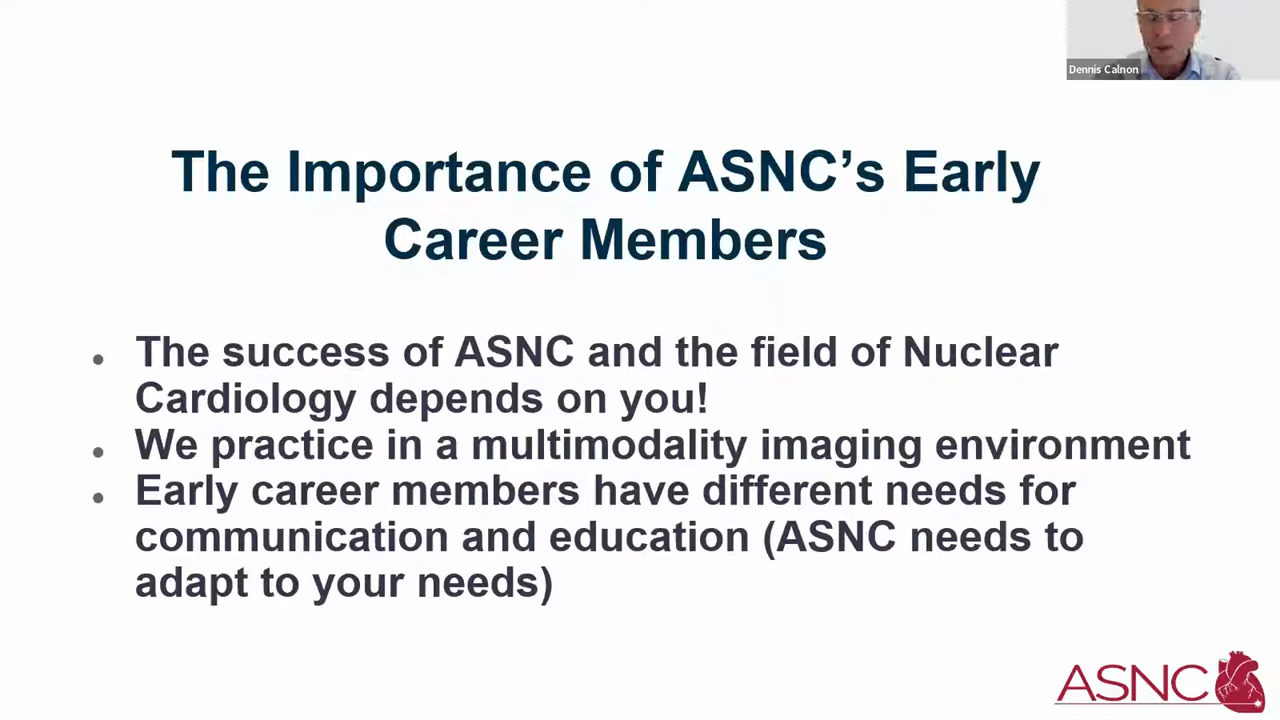 Dennis Calnon
The Importance of ASNC’s Early
Career Members
• The success of ASNC and the field of Nuclear
Cardiology depends on you!
• We practice in a multimodality imaging environment
• Early career members have different needs for
communication and education (ASNC needs to
adapt to your needs)
ASNC